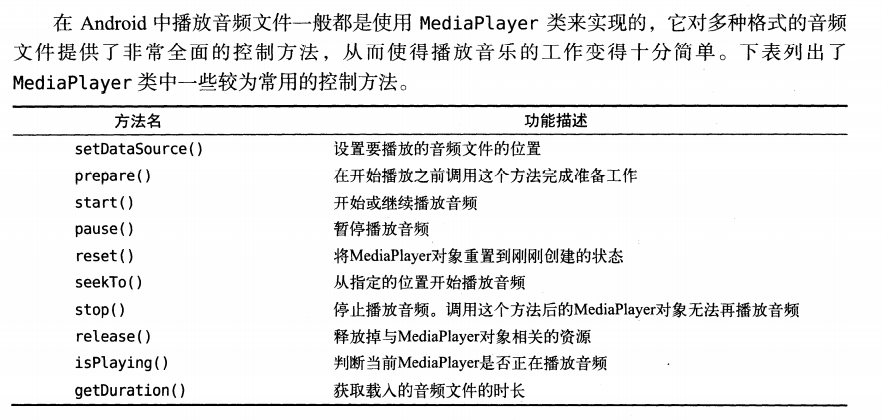 在 Android 中播放音频文件一般都是使用 MediaPlayer 类来实现的，它对多种格式的音频
文件提供了非常全面的控制方法，从而使得播放音乐的工作变得十分简单。下表列出了
MediaPlayer 类中一些较为常用的控制方法。
方法名 功能描述
setDataSource() 设置要播放的音频文件的位置
prepare() 在开始播放之前调用这个方法完成准备工作
start() 开始或继续播放音频
pause() 暂停播放音频
reset() 将MediaPlayer对象重置到刚刚创建的状态
seekTo() 从指定的位置开始播放音频
stop() 停止播放音频。调用这个方法后的MediaPlayer对象无法再播放音频
release() 释放掉与MediaPlayer对象相关的资源
isPlaying() 判断当前MediaPlayer是否正在播放音频
getDuration() 获取载入的音频文件的时长